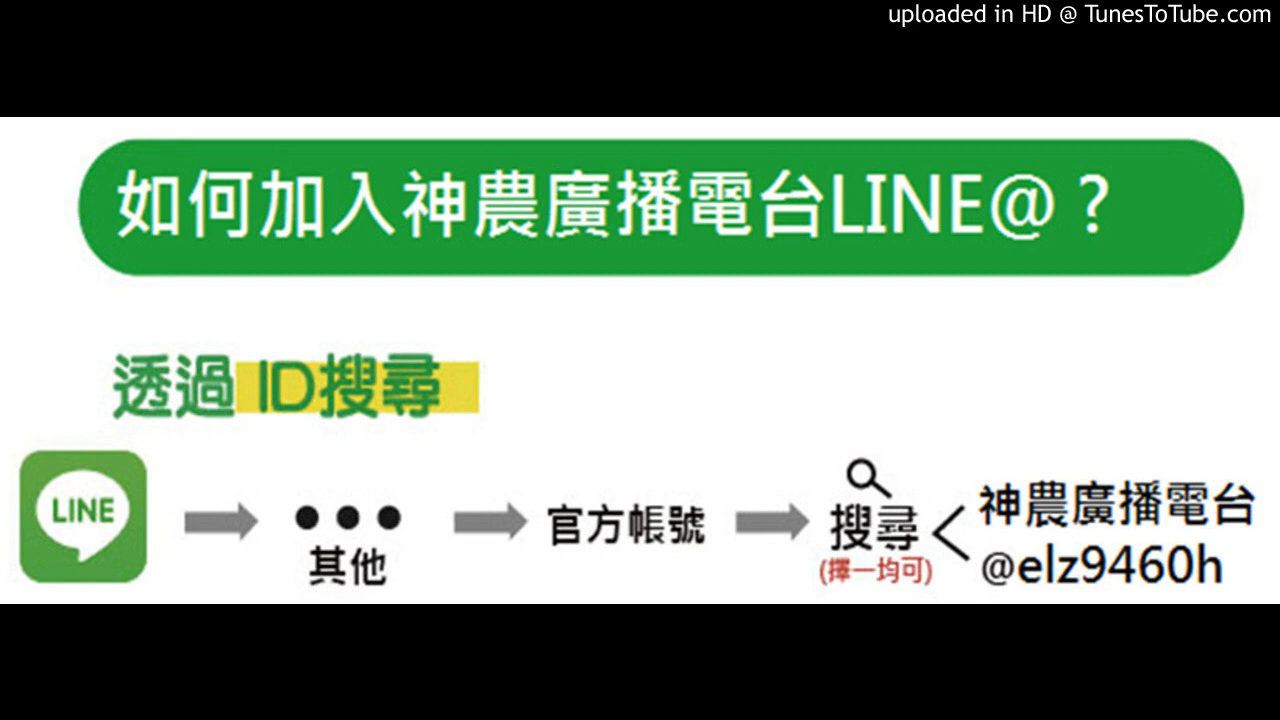 uploaded in HD @ TunesToTube.com
如何加入神農廣播電台LINE@？
透過 ID搜尋
LINE
其他
官方帳號
搜尋
(擇一均可)
神農廣播電台
@elz9460h